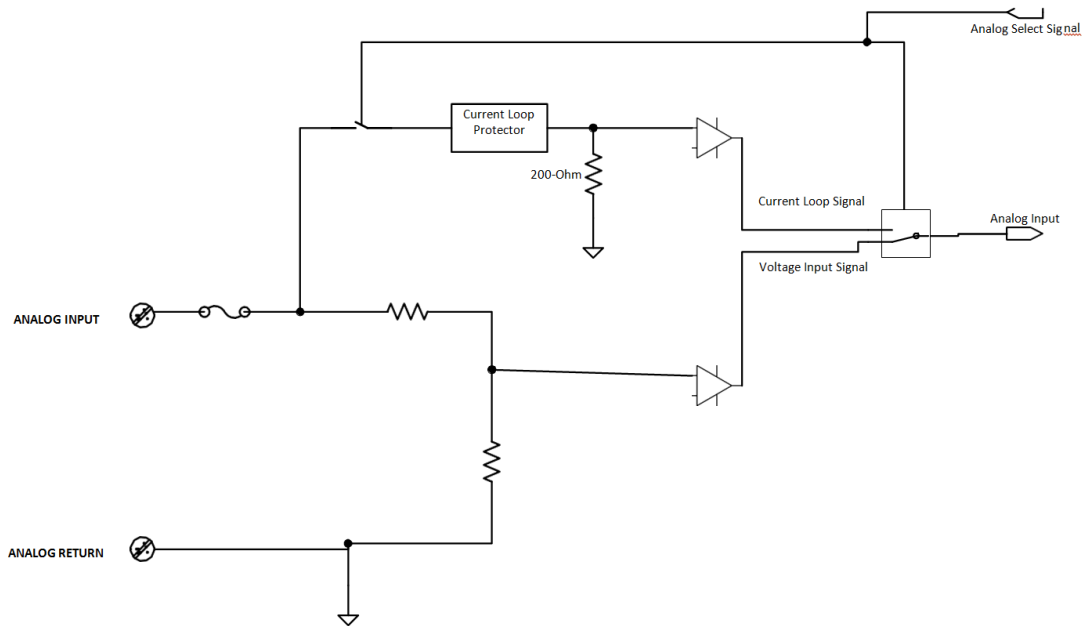 Analog Select Signal
Current Loop
Protector
200-Ohm
Current Loop Signal
Analog Input
Voltage Input Signal
ANALOG INPUT
ANALOG RETURN